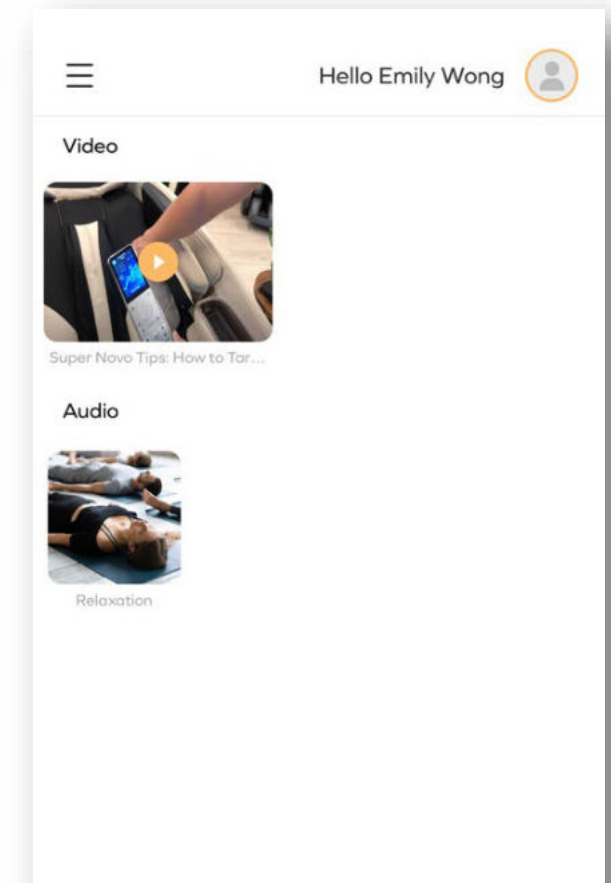 Hello Emily Wong
Video
Super Novo Tips: How to Tar...
Audio
Relaxation